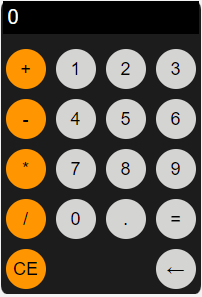 0
+ 1 2 3
- 4 5 6
* 7 8 9
/ 0 . =
CE ←